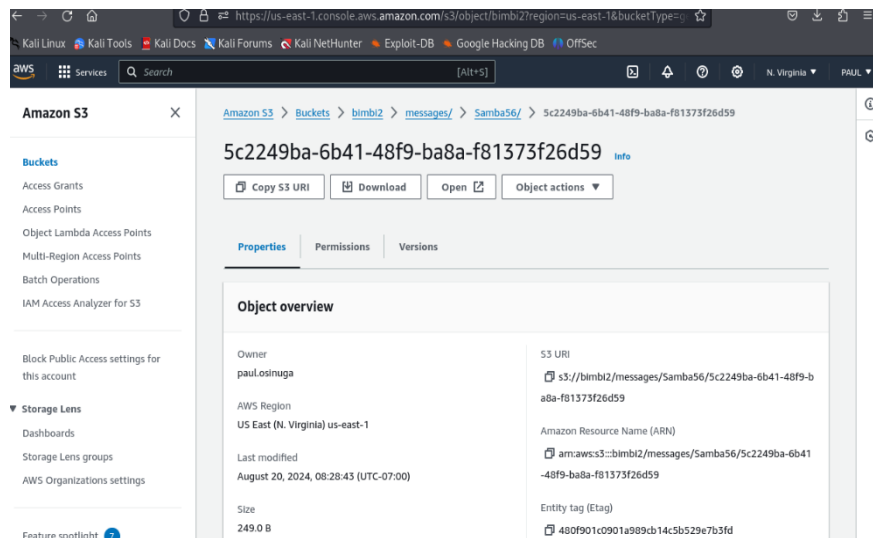 https://us-east-1.console.aws.amazon.com/s3/object/bimbi2?region=us-east-1&bucketType=g
Kali Linux Kali Tools Kali Docs Kali Forums Kali NetHunter Exploit-DB Google Hacking DB OffSec
aws Services Search [Alt+S] N. Virginia ▼ PAUL ▼
Amazon S3 X
Amazon S3 > Buckets > bimbi2 > messages/ > Samba56/ > 5c2249ba-6b41-48f9-ba8a-f81373f26d59
5c2249ba-6b41-48f9-ba8a-f81373f26d59 Info
Copy S3 URI Download Open Object actions ▼
Properties Permissions Versions
Buckets
Access Grants
Access Points
Object Lambda Access Points
Multi-Region Access Points
Batch Operations
IAM Access Analyzer for S3
Block Public Access settings for
this account
▼ Storage Lens
Dashboards
Storage Lens groups
AWS Organizations settings
Feature spotlight 7
Object overview
Owner
paul.osinuga
AWS Region
US East (N. Virginia) us-east-1
Last modified
August 20, 2024, 08:28:43 (UTC-07:00)
Size
249.0 B
S3 URI
s3://bimbi2/messages/Samba56/5c2249ba-6b41-48f9-b
a8a-f81373f26d59
Amazon Resource Name (ARN)
arn:aws:s3:::bimbi2/messages/Samba56/5c2249ba-6b41
-48f9-ba8a-f81373f26d59
Entity tag (Etag)
480f901c0901a989cb14c5b529e7b3fd